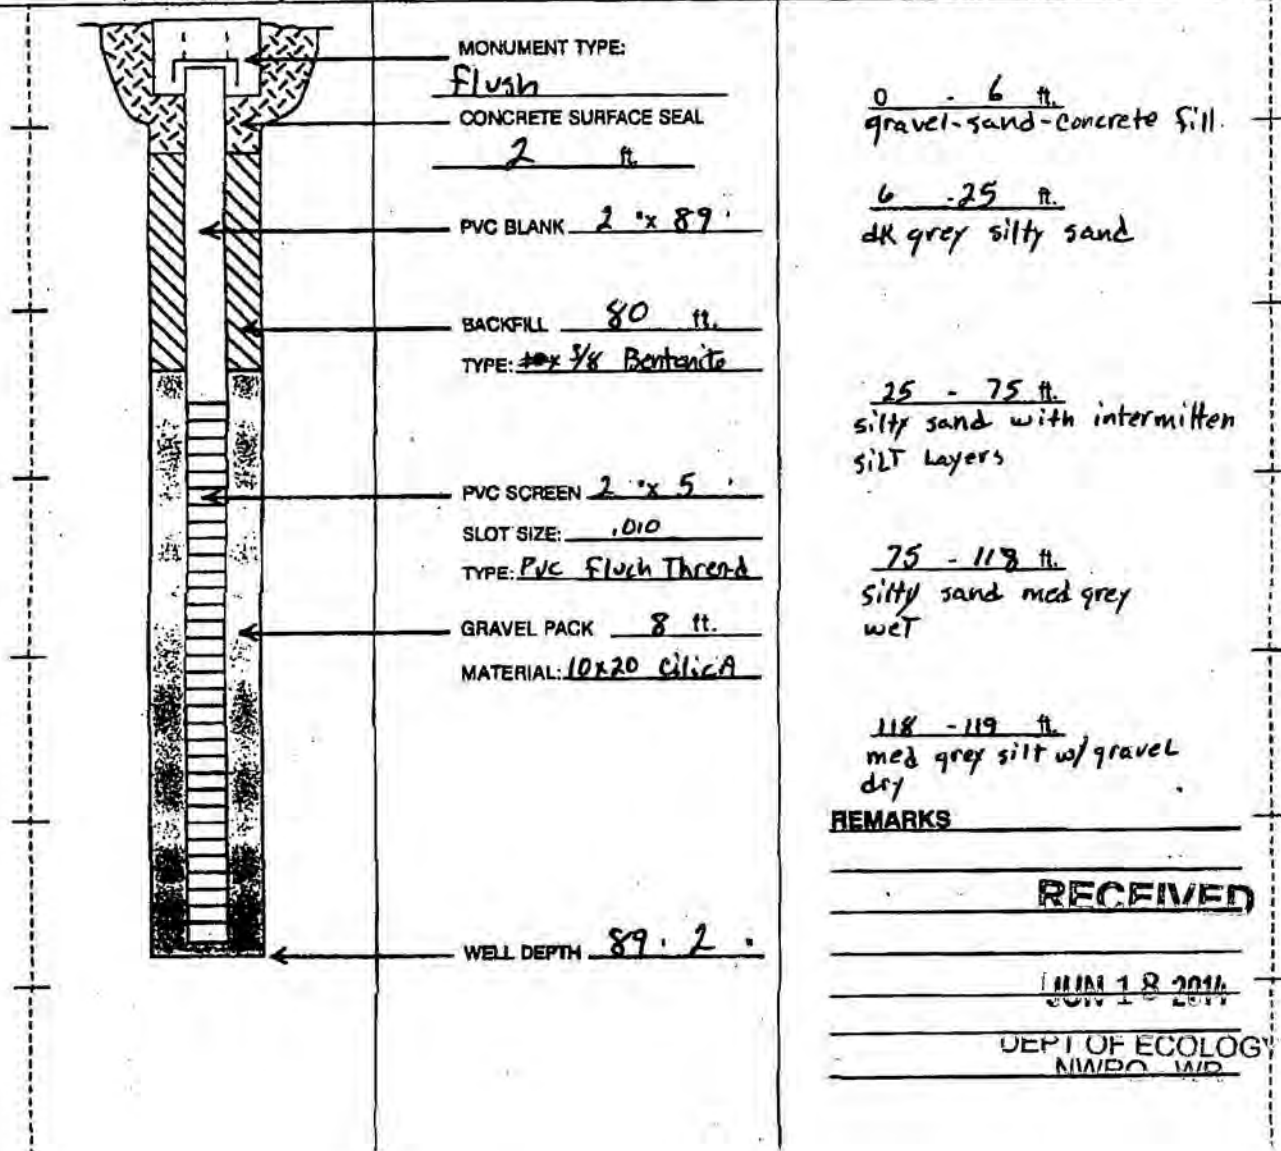 MONUMENT TYPE:
Flush
CONCRETE SURFACE SEAL
2 ft
PVC BLANK 2 "x 89 '
BACKFILL 80 ft.
TYPE: 3/8 Bentonite
PVC SCREEN 2 "x 5 '
SLOT SIZE: .010
TYPE: PVC Flush Thread
GRAVEL PACK 8 ft.
MATERIAL: 10x20 CilicA
WELL DEPTH 89 . 2 "
0 - 6 ft.
gravel-sand-concrete fill.
6 - 25 ft.
dK grey silty sand
25 - 75 ft.
silty sand with intermitten
SiLT Layers
75 - 118 ft.
silty sand med grey
weT
118 - 119 ft.
med grey silt w/ graveL
dry
REMARKS
RECEIVED
JUN 18 2014
DEPT OF ECOLOGY
NWRO WR